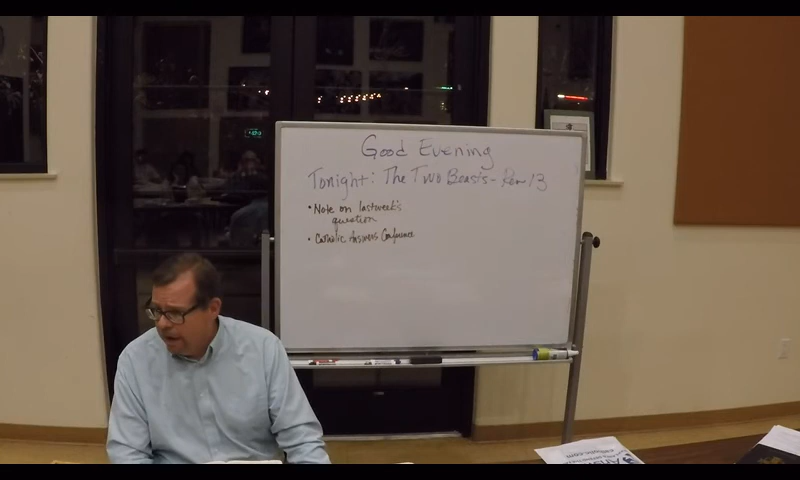 Good Evening
Tonight: The Two Beasts - Rev 13
• Note on last week's
question
• Catholic Answers Conference